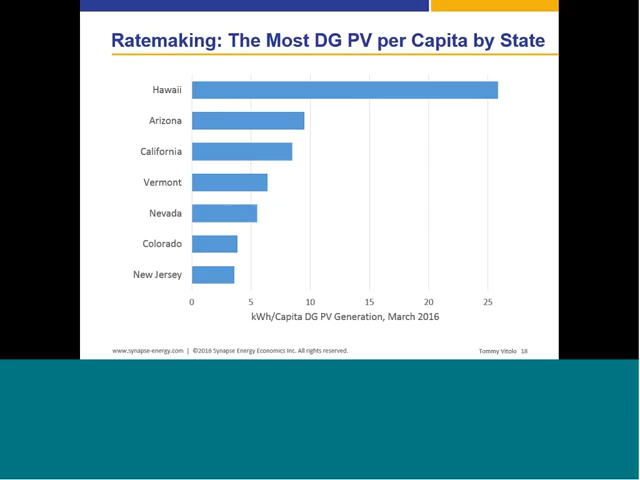 Ratemaking: The Most DG PV per Capita by State
Hawaii
Arizona
California
Vermont
Nevada
Colorado
New Jersey
0 5 10 15 20 25
kWh/Capita DG PV Generation, March 2016
www.synapse-energy.com | ©2016 Synapse Energy Economics Inc. All rights reserved. Tommy Vitolo 18